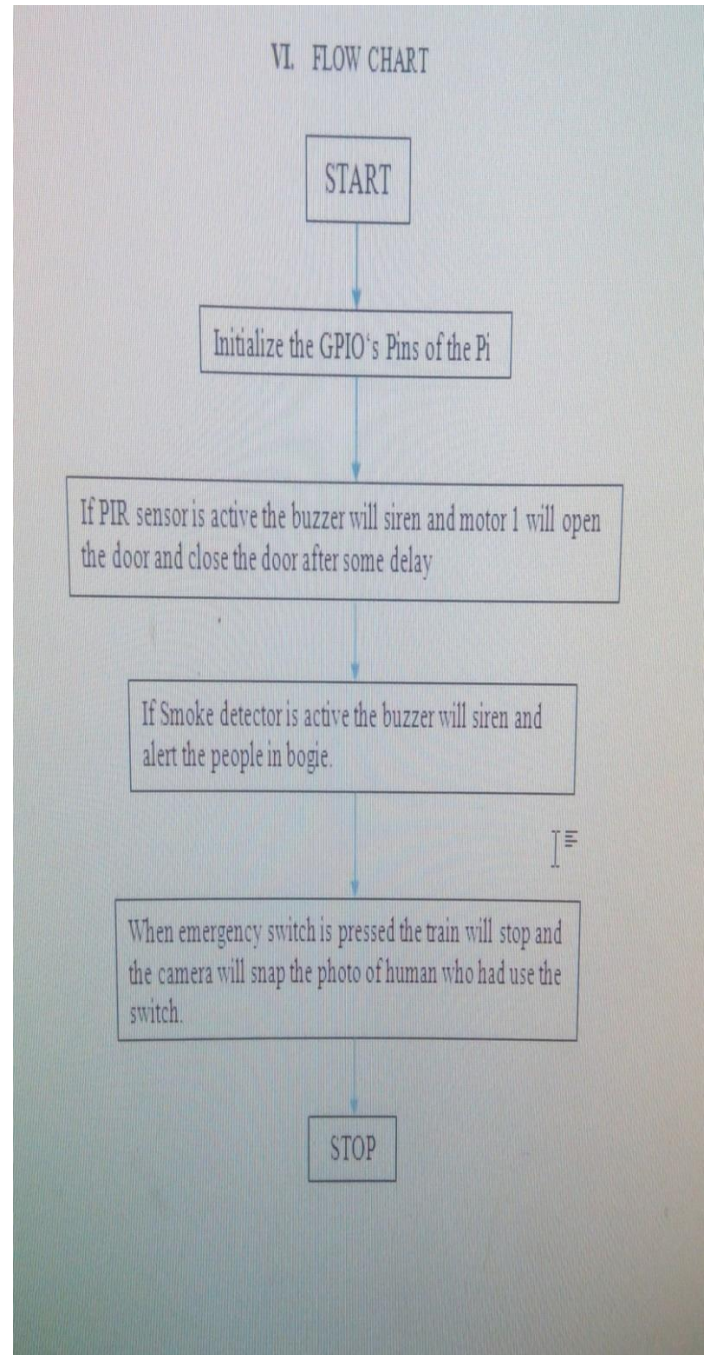 VI. FLOW CHART
START
Initialize the GPIO‘s Pins of the Pi
If PIR sensor is active the buzzer will siren and motor 1 will open
the door and close the door after some delay
If Smoke detector is active the buzzer will siren and
alert the people in bogie.
When emergency switch is pressed the train will stop and
the camera will snap the photo of human who had use the
switch.
STOP